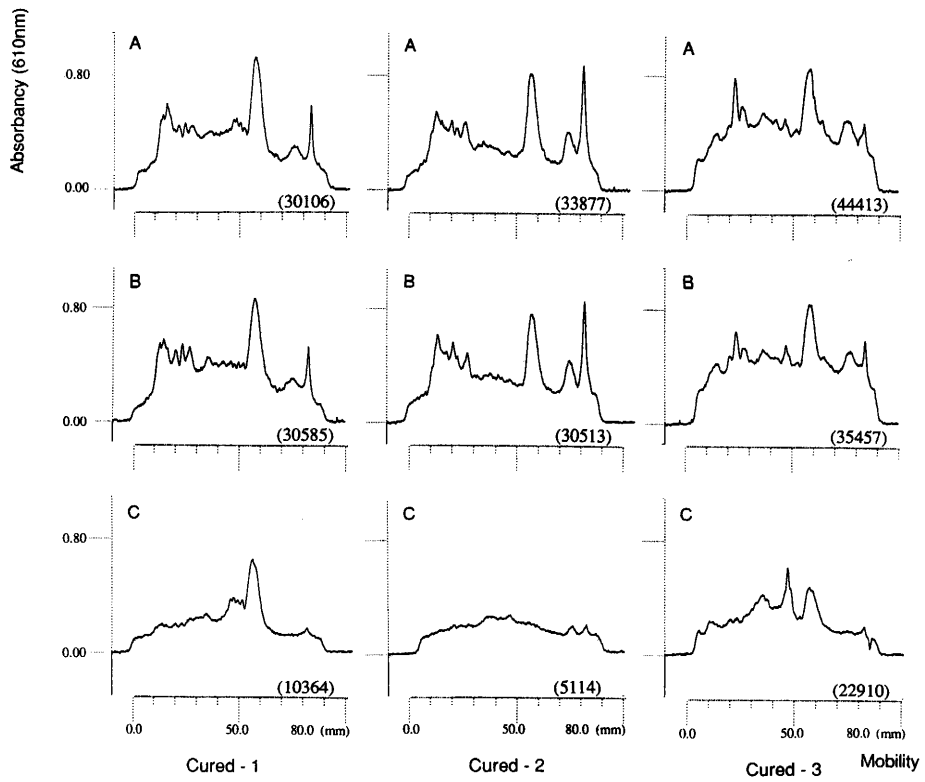 Absorbancy (610nm)
A
A
A
0.80
0.00
(30106)
(33877)
(44413)
B
B
B
0.80
0.00
(30585)
(30513)
(35457)
C
C
C
0.80
0.00
(10364)
(5114)
(22910)
0.0 50.0 80.0 (mm)
0.0 50.0 80.0 (mm)
0.0 50.0 80.0 (mm)
Cured - 1
Cured - 2
Cured - 3
Mobility